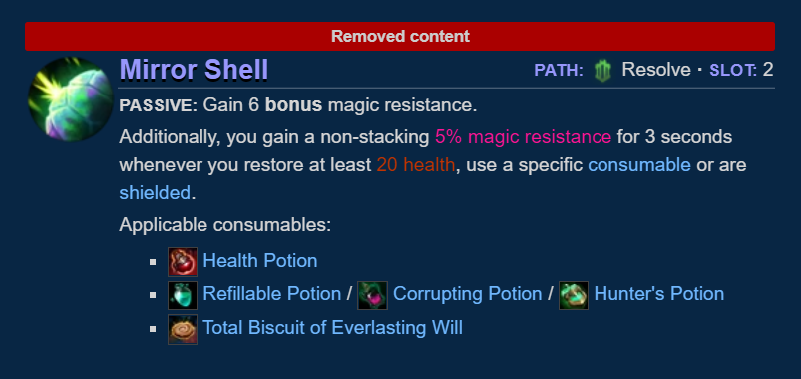 Removed content
Mirror Shell PATH: Resolve · SLOT: 2
PASSIVE: Gain 6 bonus magic resistance.
Additionally, you gain a non-stacking 5% magic resistance for 3 seconds
whenever you restore at least 20 health, use a specific consumable or are
shielded.
Applicable consumables:
Health Potion
Refillable Potion / Corrupting Potion / Hunter's Potion
Total Biscuit of Everlasting Will